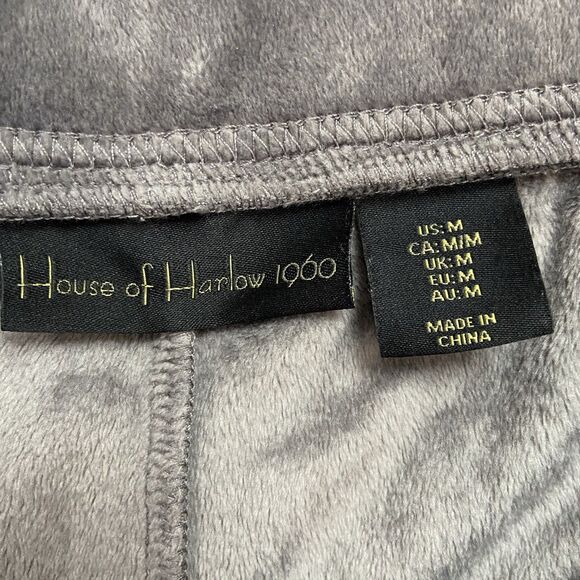 House of Harlow 1960
US: M
CA: M/M
UK: M
EU: M
AU: M
MADE IN
CHINA